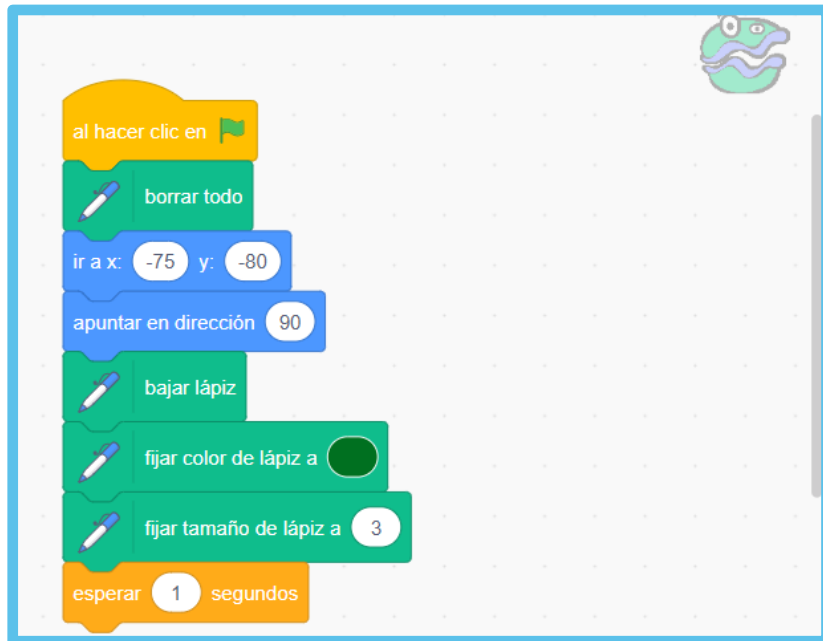 al hacer clic en
borrar todo
ir a x: -75 y: -80
apuntar en dirección 90
bajar lápiz
fijar color de lápiz a
fijar tamaño de lápiz a 3
esperar 1 segundos